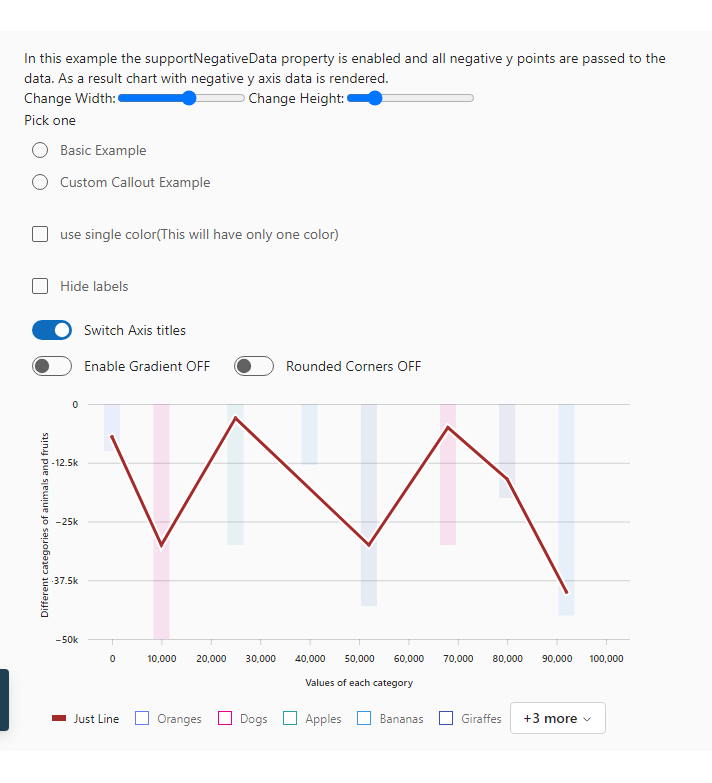 In this example the supportNegativeData property is enabled and all negative y points are passed to the
data. As a result chart with negative y axis data is rendered.
Change Width: Change Height:
Pick one
Basic Example
Custom Callout Example
use single color(This will have only one color)
Hide labels
Switch Axis titles
Enable Gradient OFF Rounded Corners OFF
0
-12.5k
-25k
-37.5k
-50k
Different categories of animals and fruits
0 10,000 20,000 30,000 40,000 50,000 60,000 70,000 80,000 90,000 100,000
Values of each category
Just Line Oranges Dogs Apples Bananas Giraffes +3 more